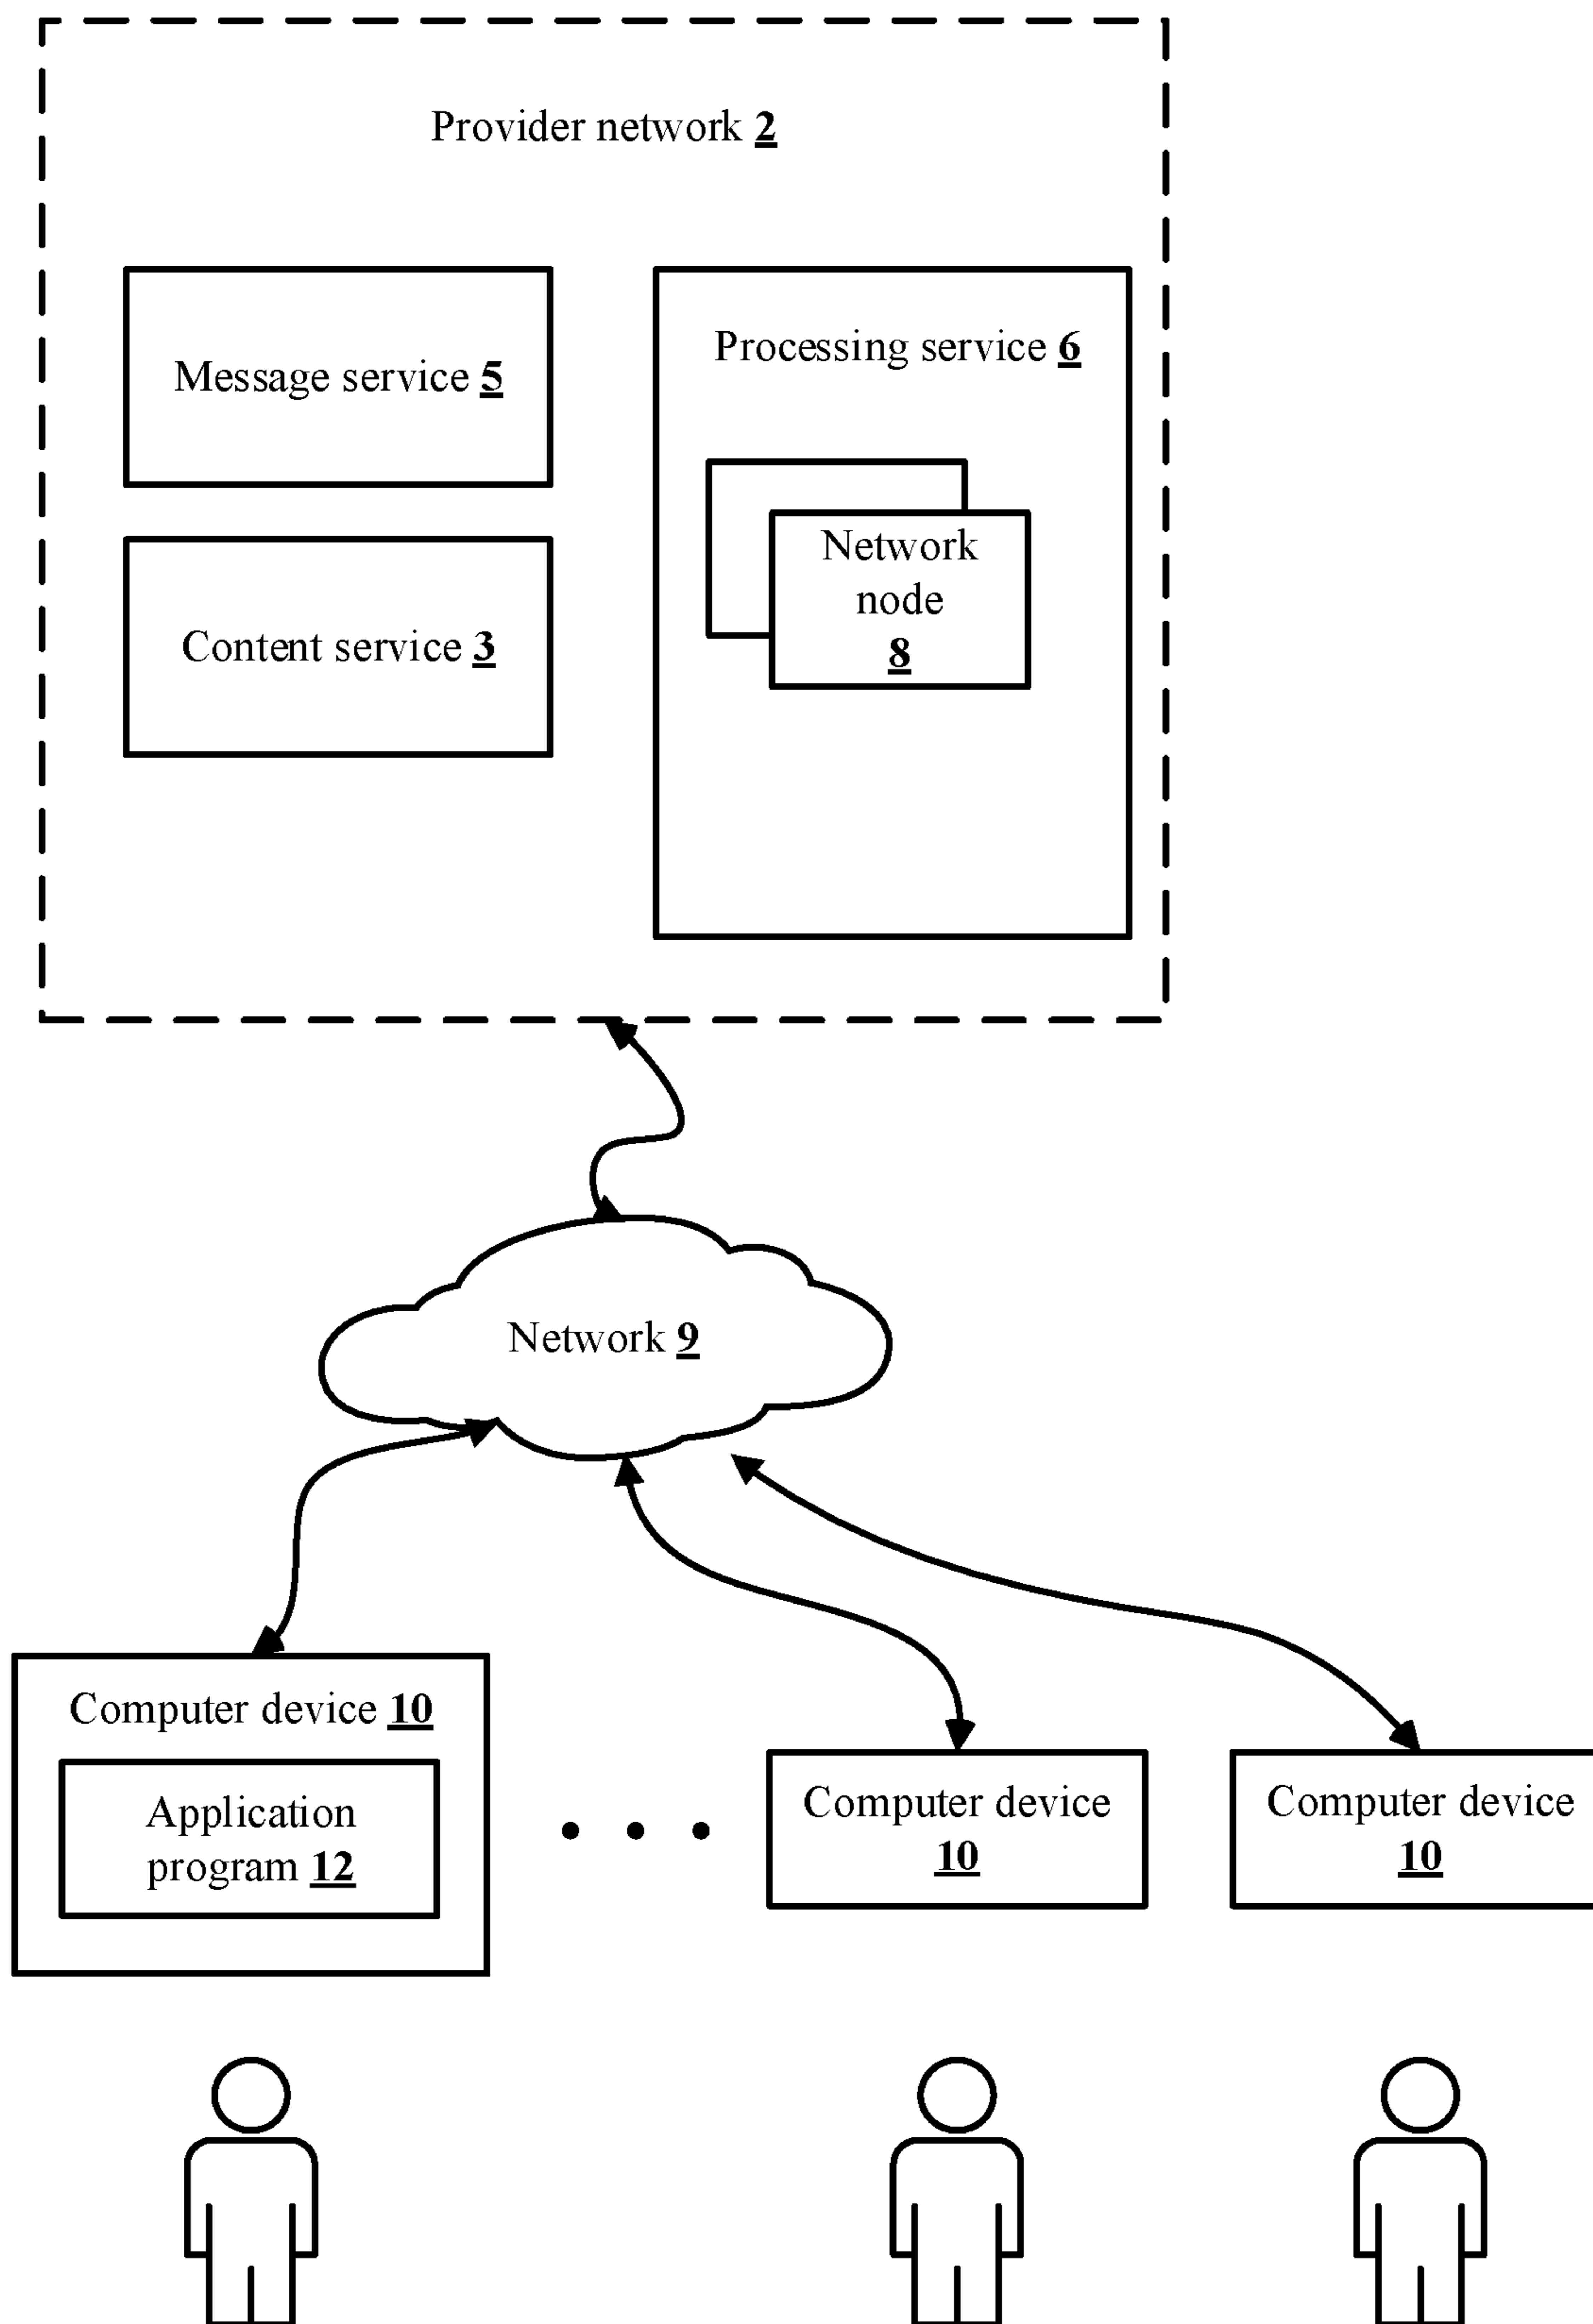 Provider network 2
Message service 5
Processing service 6
Network
node
8
Content service 3
Network 9
Computer device 10
Application
program 12
Computer device
10
Computer device
10